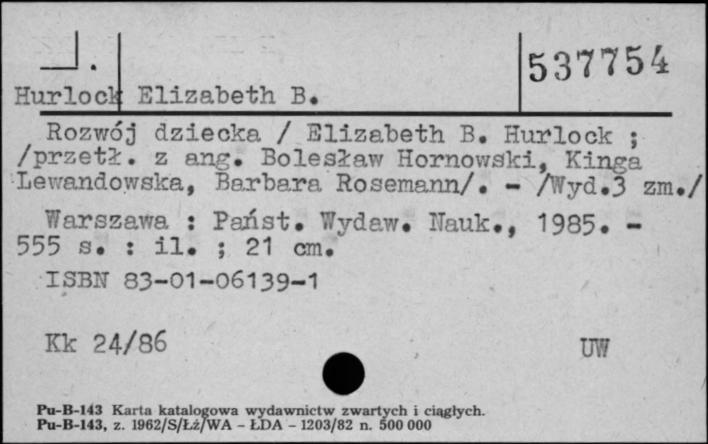 I.
537754
Hurlock Elizabeth B.
Rozwój dziecka / Elizabeth B. Hurlock ;
/przetł. z ang. Bolesław Hornowski, Kinga
Lewandowska, Barbara Rosemann/. - /Wyd.3 zm./
Warszawa : Państ. Wydaw. Nauk., 1985. -
555 s. : il. ; 21 cm.
ISBN 83-01-06139-1
Kk 24/86 UW
Pu-B-143 Karta katalogowa wydawnictw zwartych i ciągłych.
Pu-B-143, z. 1962/S/Łż/WA - ŁDA - 1203/82 n. 500 000